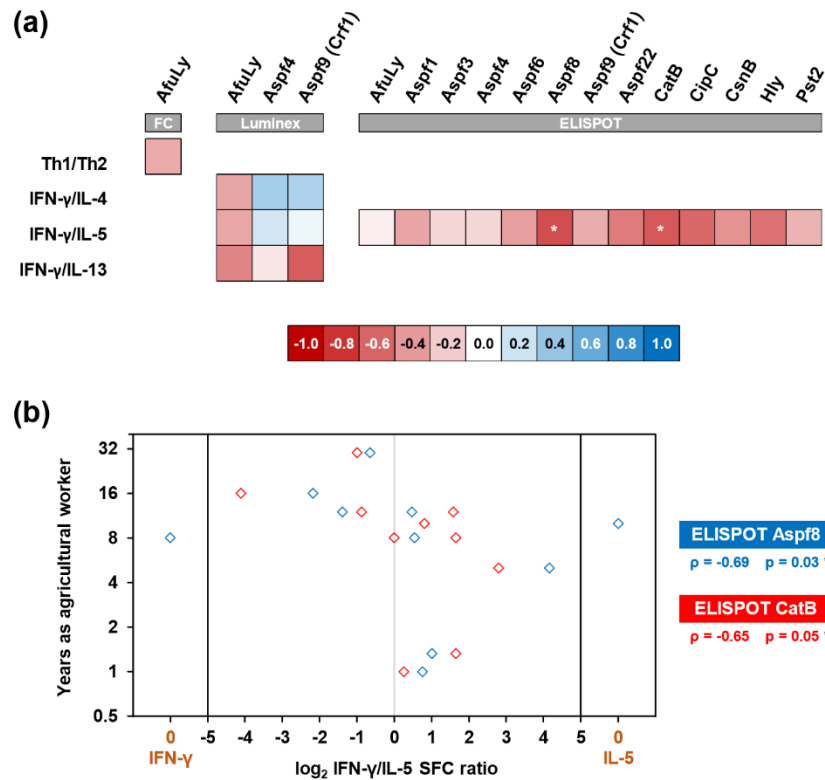 (a)
AfuLy AfuLy Aspf4 Aspf9 (Crf1) AfuLy Aspf1 Aspf3 Aspf4 Aspf6 Aspf8 Aspf9 (Crf1) Aspf22 CatB CipC CsnB Hly Pst2
FC Luminex ELISPOT
Th1/Th2
IFN-γ/IL-4
IFN-γ/IL-5 * *
IFN-γ/IL-13
-1.0 -0.8 -0.6 -0.4 -0.2 0.0 0.2 0.4 0.6 0.8 1.0
(b)
Years as agricultural worker
32
16
8
4
2
1
0.5
0 -5 -4 -3 -2 -1 0 1 2 3 4 5 0
IFN-γ log2 IFN-γ/IL-5 SFC ratio IL-5
ELISPOT Aspf8
ρ = -0.69 p = 0.03
ELISPOT CatB
ρ = -0.65 p = 0.05